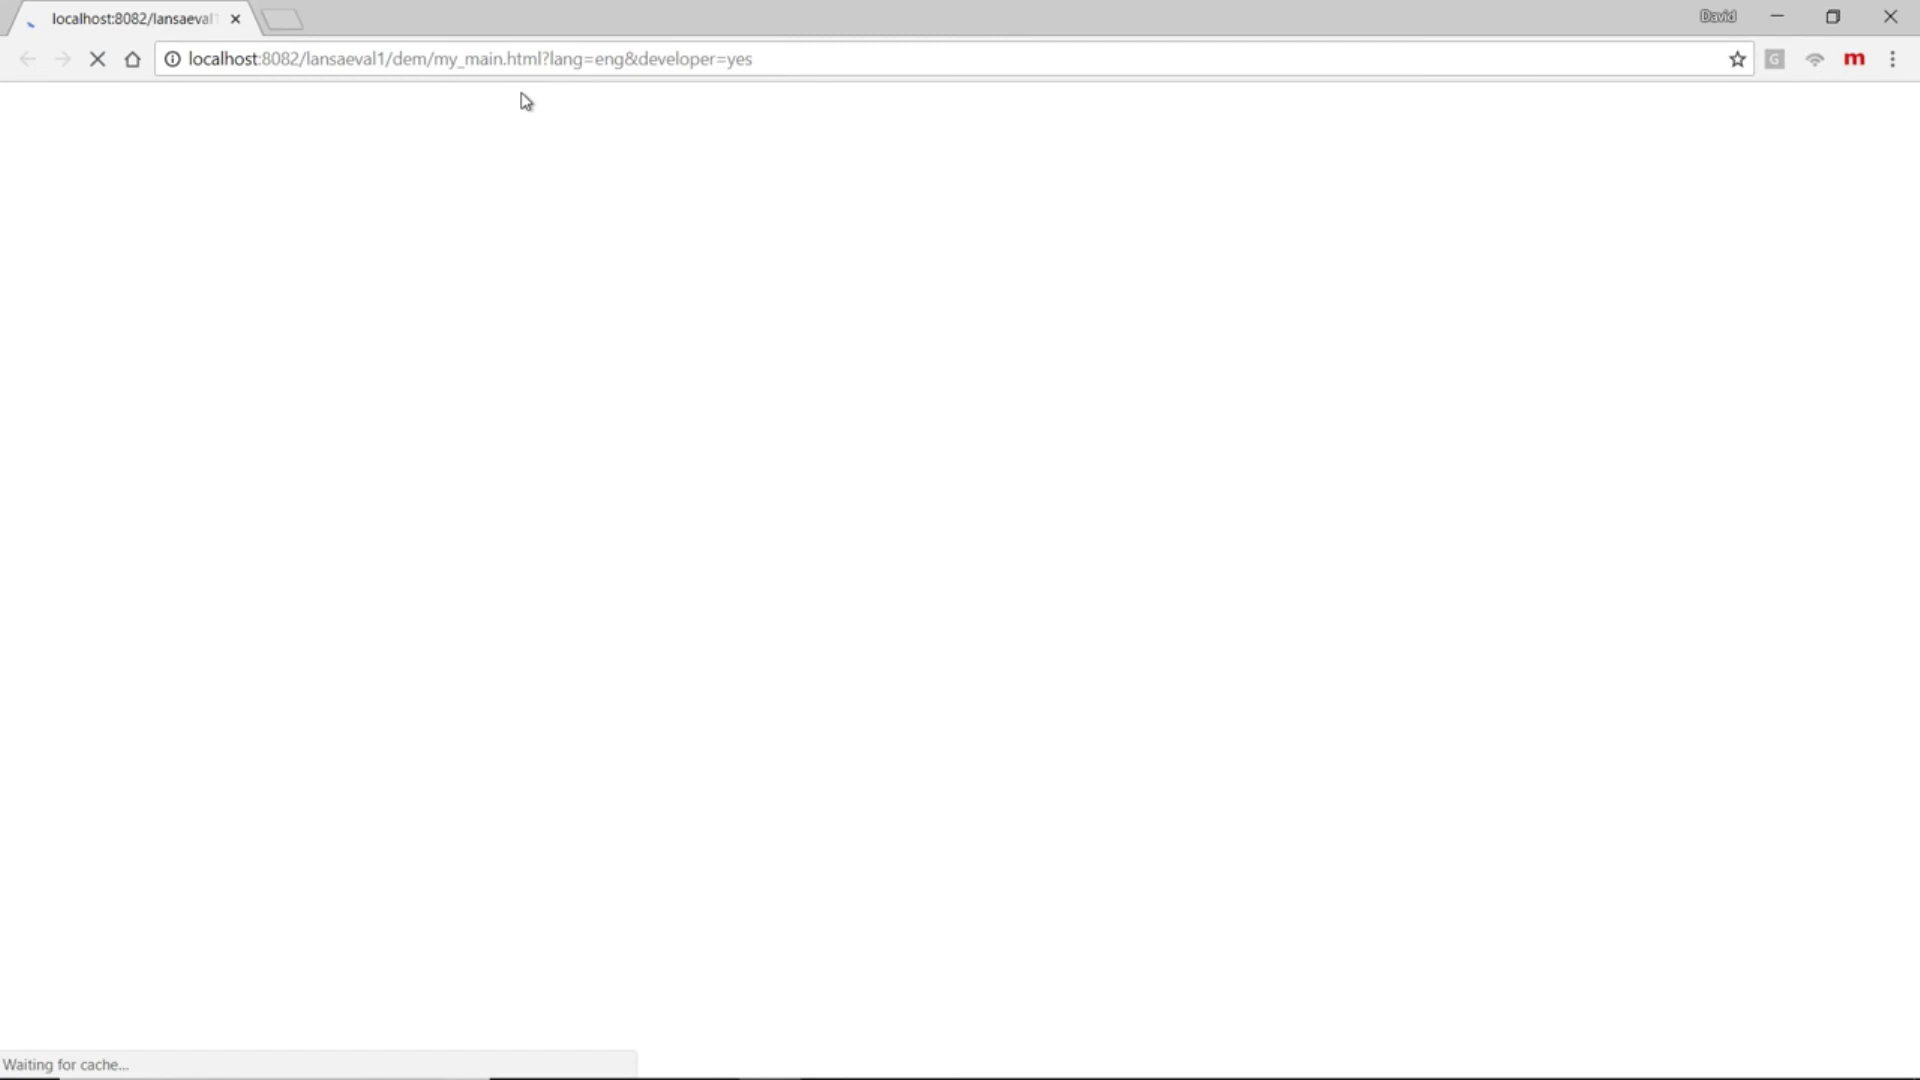 localhost:8082/lansaeval1
David
localhost:8082/lansaeval1/dem/my_main.html?lang=eng&developer=yes
G
m
Waiting for cache...